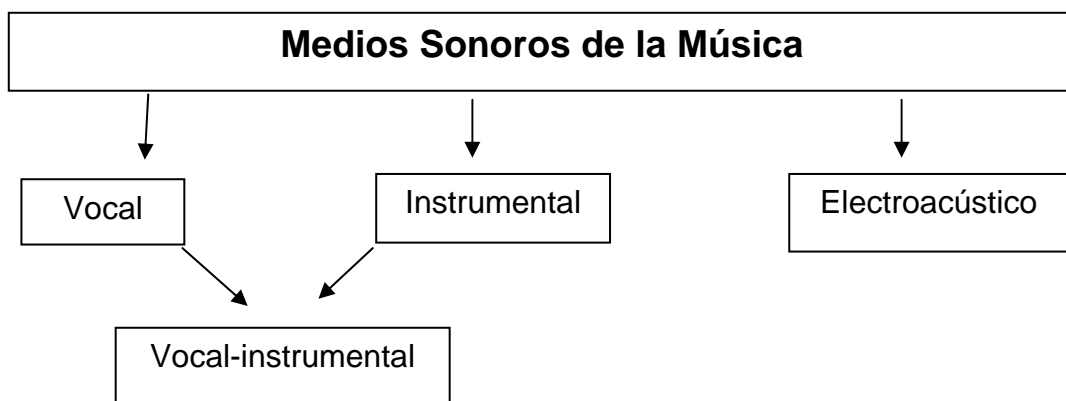 Medios Sonoros de la Música
Vocal
Instrumental
Electroacústico
Vocal-instrumental